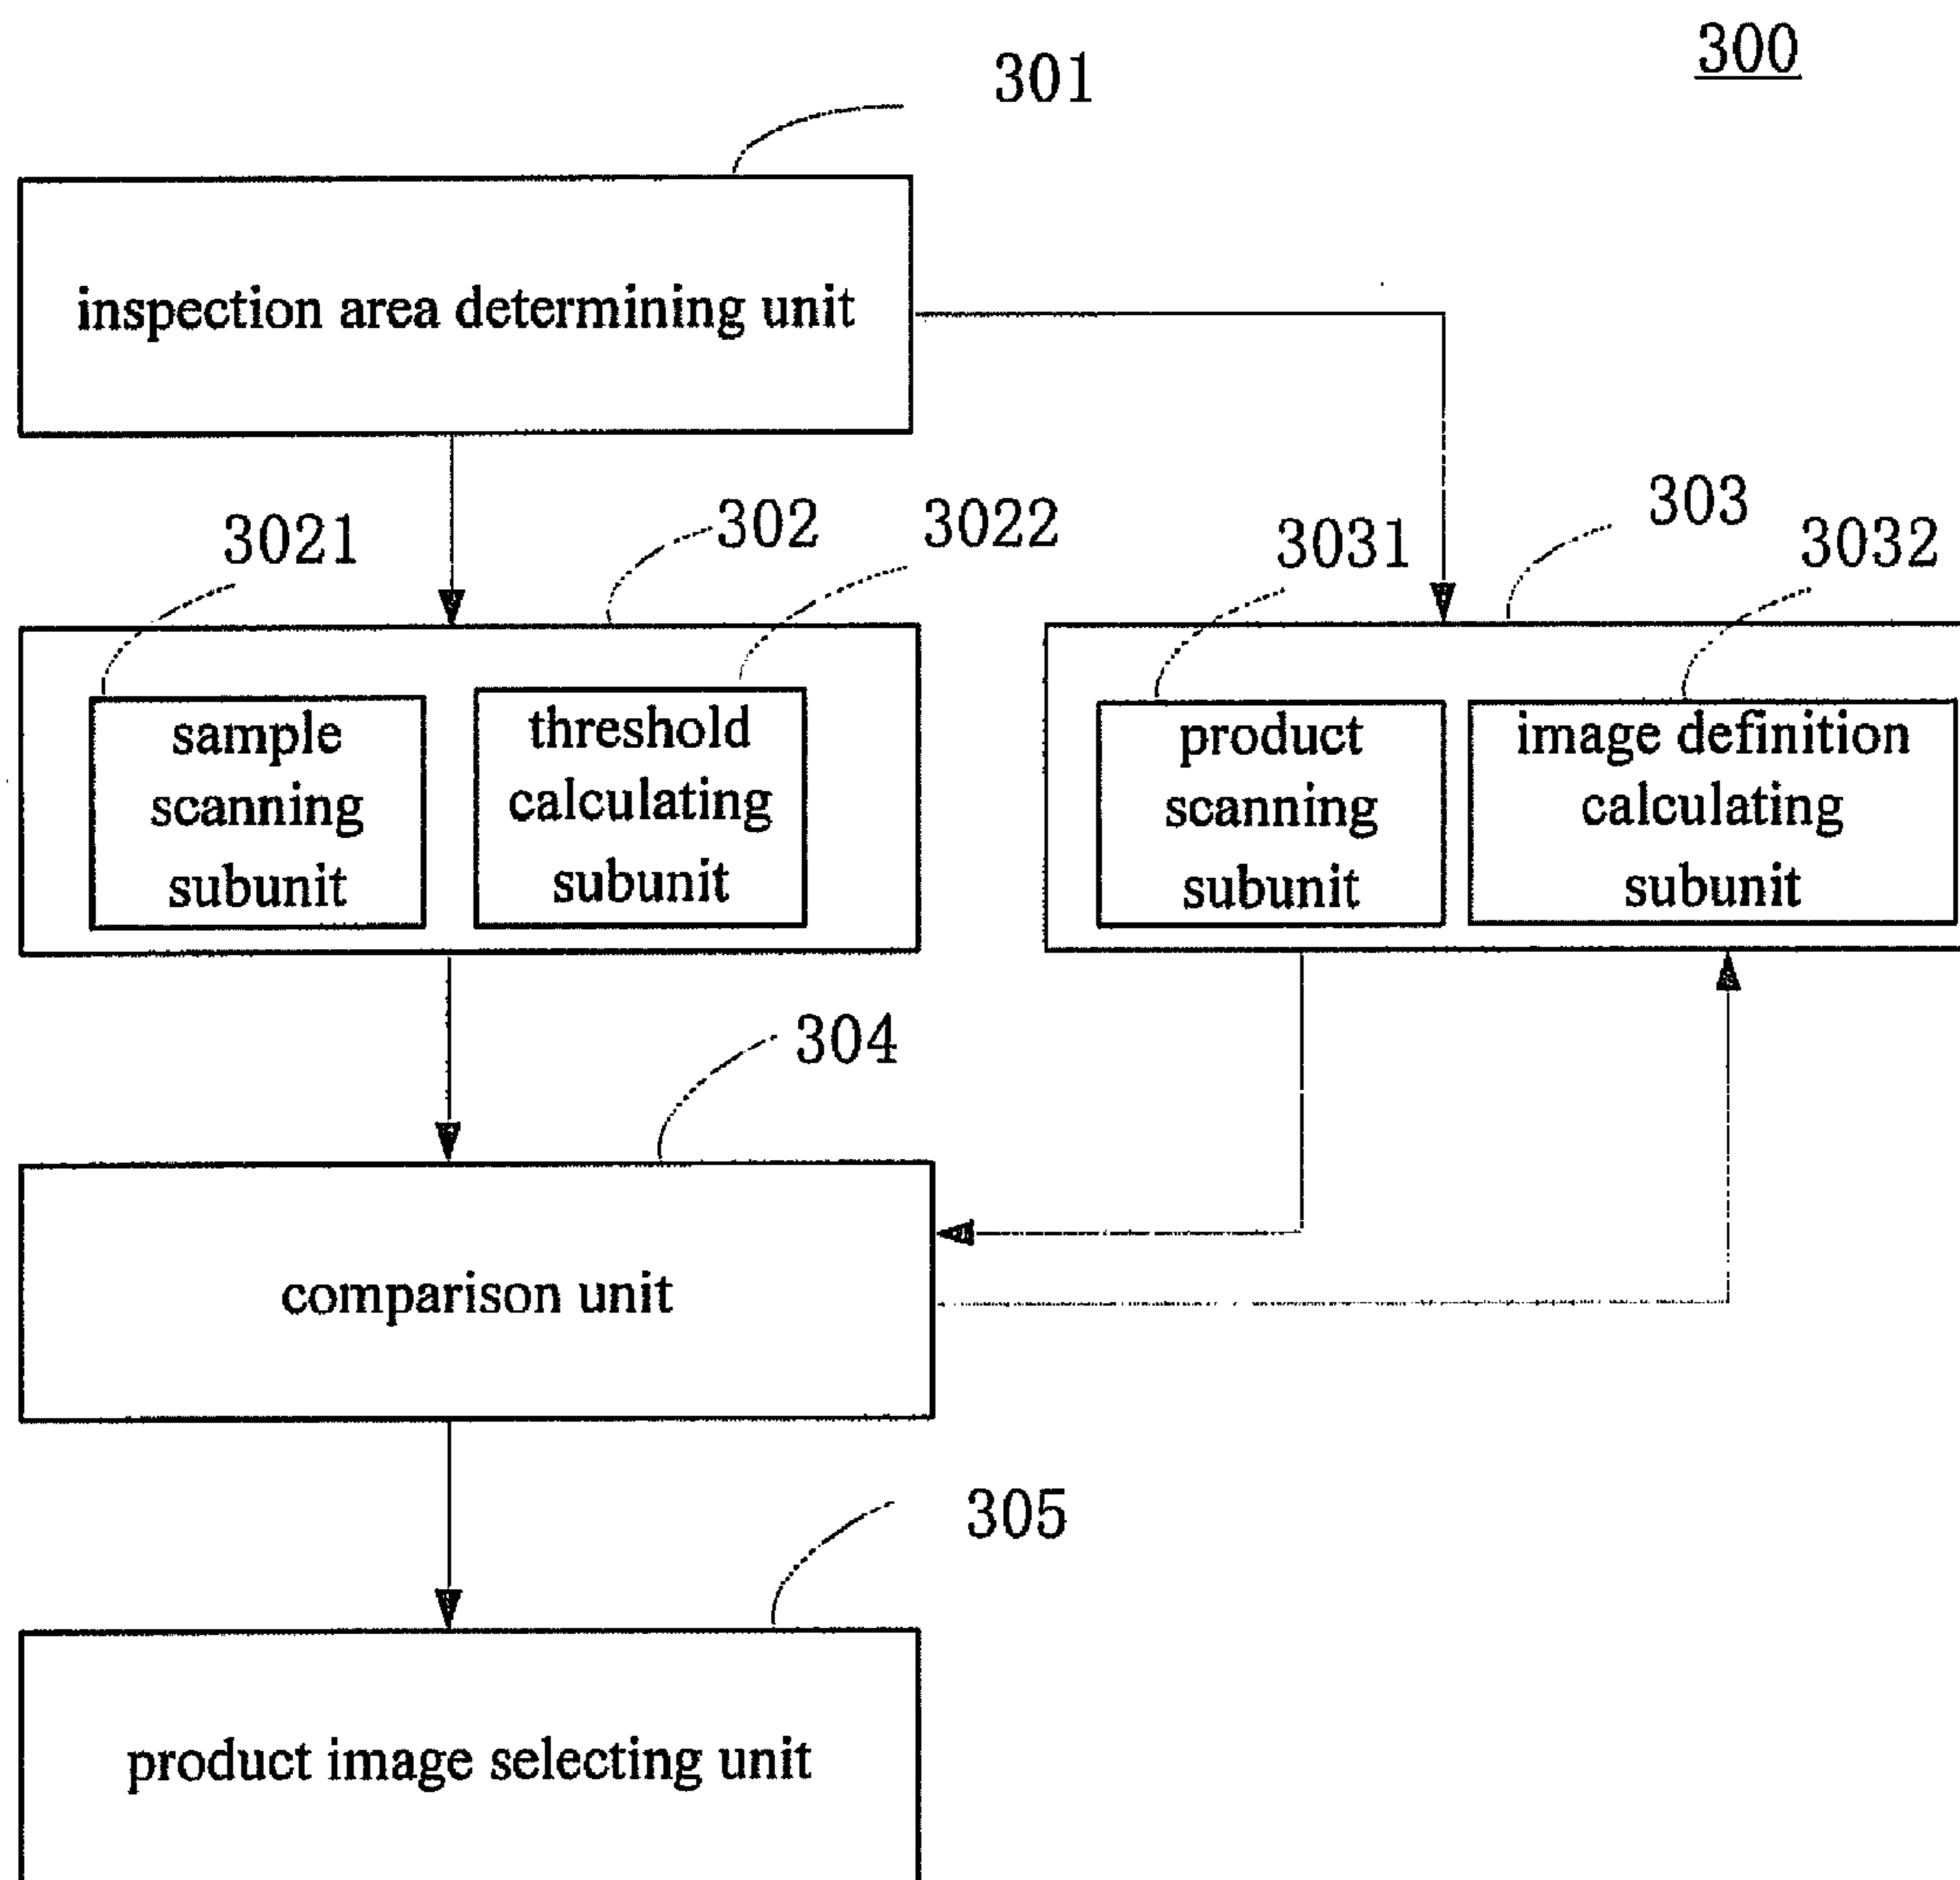 300
301
inspection area determining unit
3021
302
3022
3031
303
3032
sample
scanning
subunit
threshold
calculating
subunit
product
scanning
subunit
image definition
calculating
subunit
304
comparison unit
305
product image selecting unit